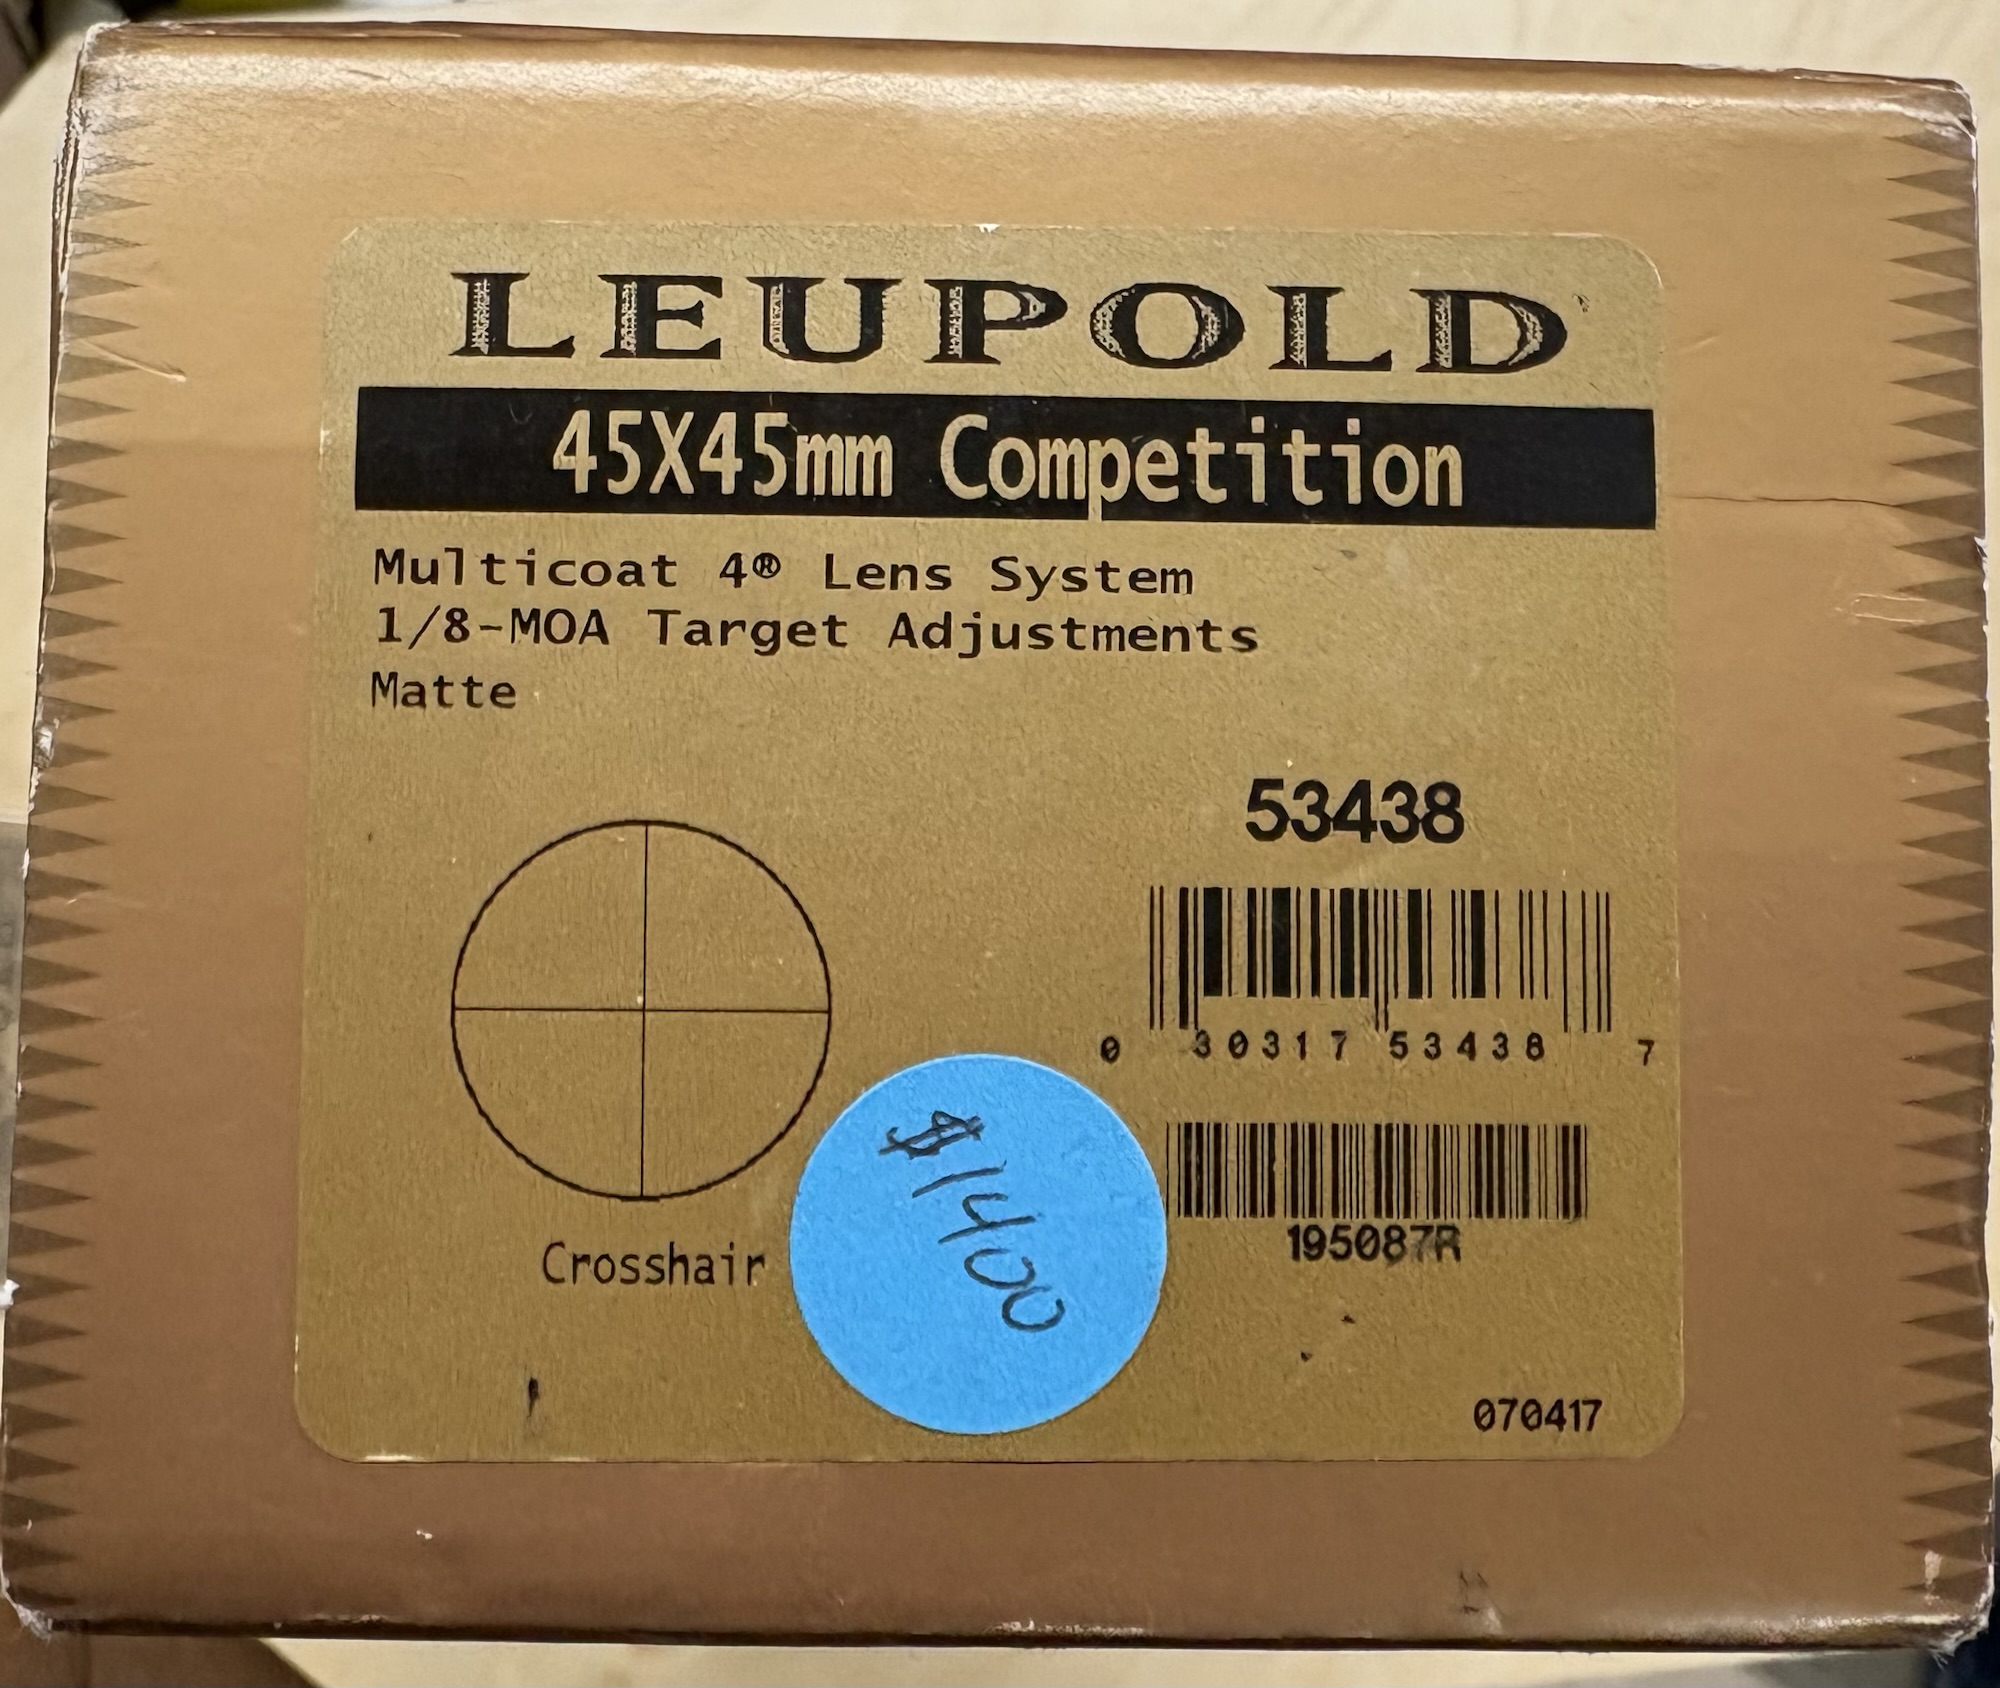 LEUPOLD
45X45mm Competition
Multicoat 4® Lens System
1/8-MOA Target Adjustments
Matte
53438
0 30317 53438 7
Crosshair
$1400
195087R
070417